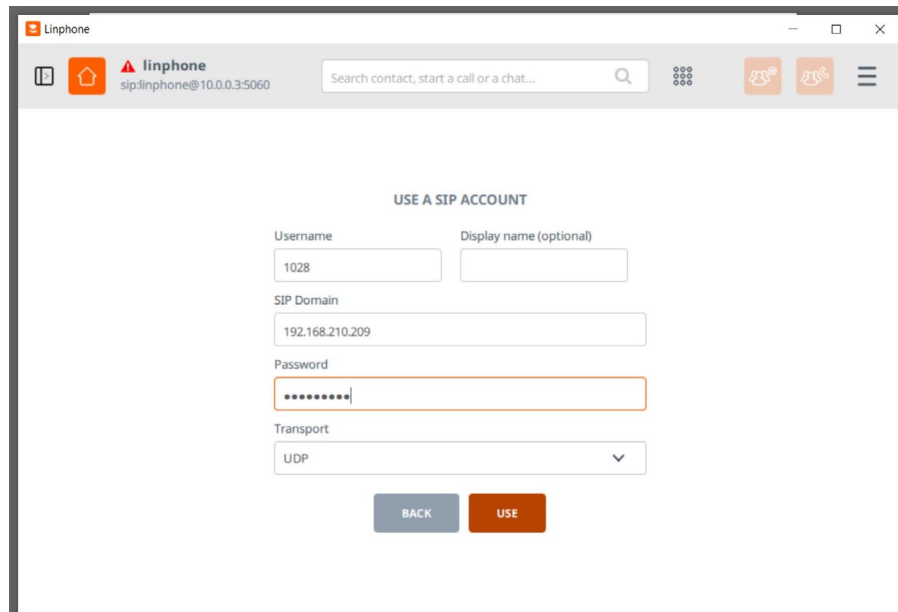 Linphone
linphone
sip:linphone@10.0.0.3:5060
Search contact, start a call or a chat...
USE A SIP ACCOUNT
Username Display name (optional)
1028
SIP Domain
192.168.210.209
Password
•••••••••
Transport
UDP
BACK USE